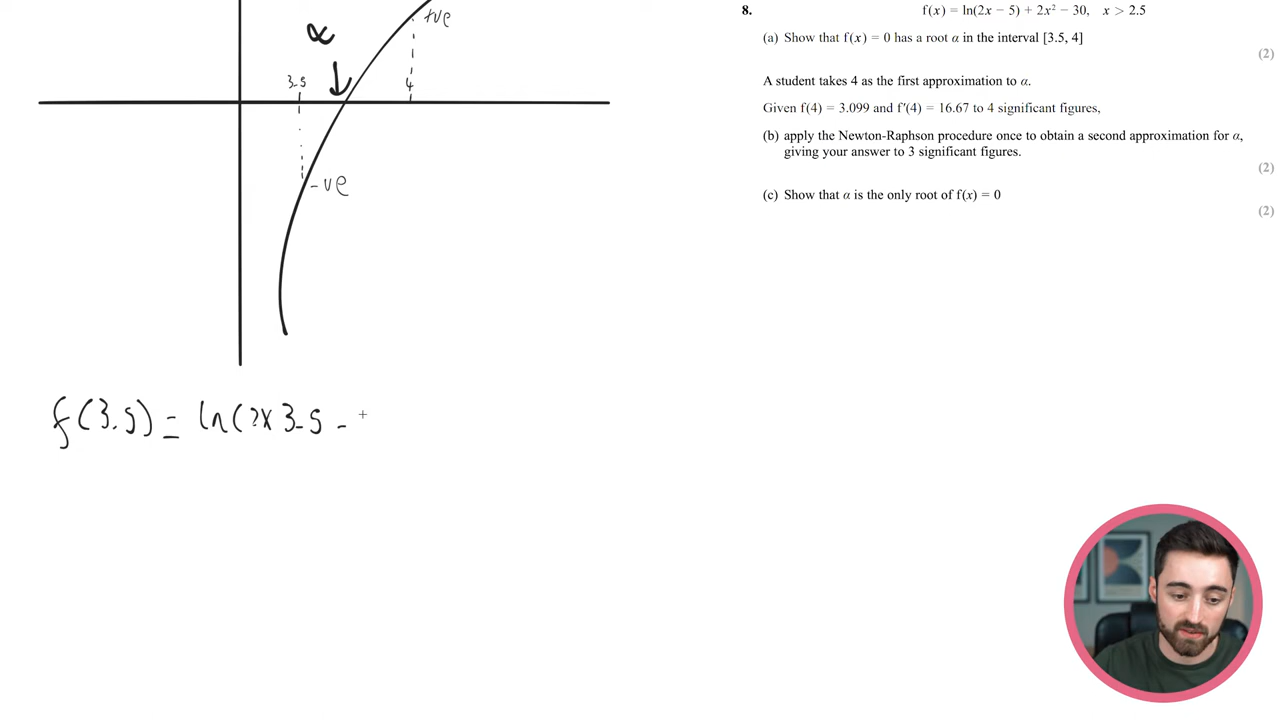 +ve
α
3.5
4
-ve
f(3.5) = ln(2x 3.5 -
8.
f(x) = ln(2x − 5) + 2x² − 30, x > 2.5
(a) Show that f(x) = 0 has a root α in the interval [3.5, 4]
(2)
A student takes 4 as the first approximation to α.
Given f(4) = 3.099 and f′(4) = 16.67 to 4 significant figures,
(b) apply the Newton-Raphson procedure once to obtain a second approximation for α,
giving your answer to 3 significant figures.
(2)
(c) Show that α is the only root of f(x) = 0
(2)